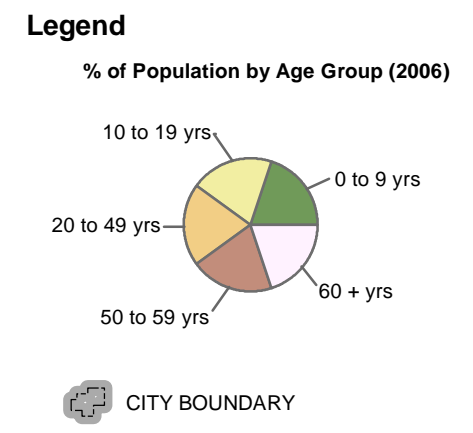 Legend
% of Population by Age Group (2006)
10 to 19 yrs
0 to 9 yrs
20 to 49 yrs
60 + yrs
50 to 59 yrs
CITY BOUNDARY